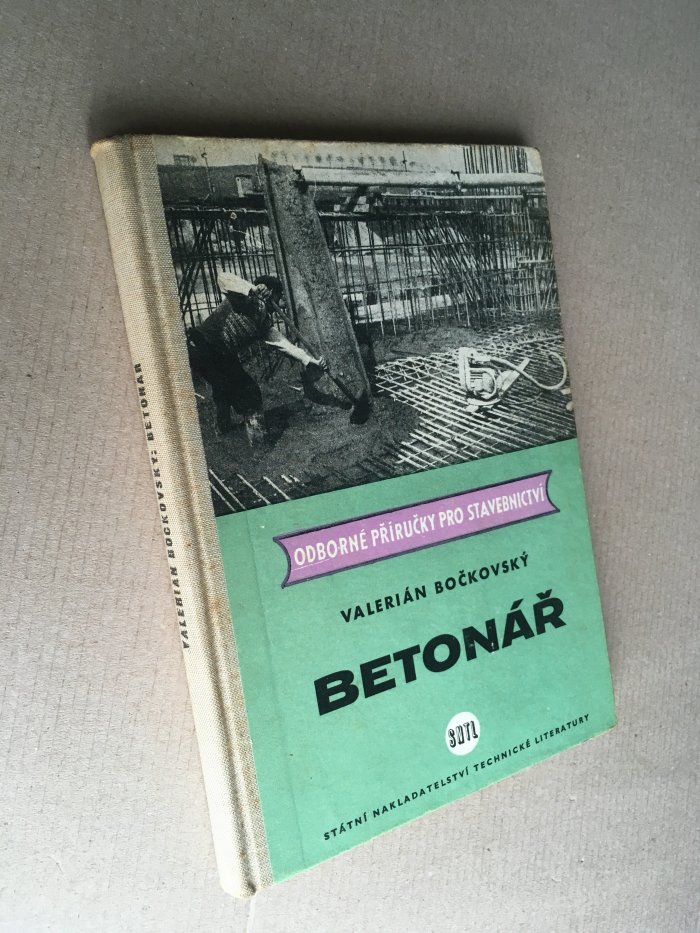 VALERIÁN BOČKOVSKÝ: BETONÁŘ
ODBORNÉ PŘÍRUČKY PRO STAVEBNICTVÍ
VALERIÁN BOČKOVSKÝ
BETONÁŘ
SNTL
STÁTNÍ NAKLADATELSTVÍ TECHNICKÉ LITERATURY